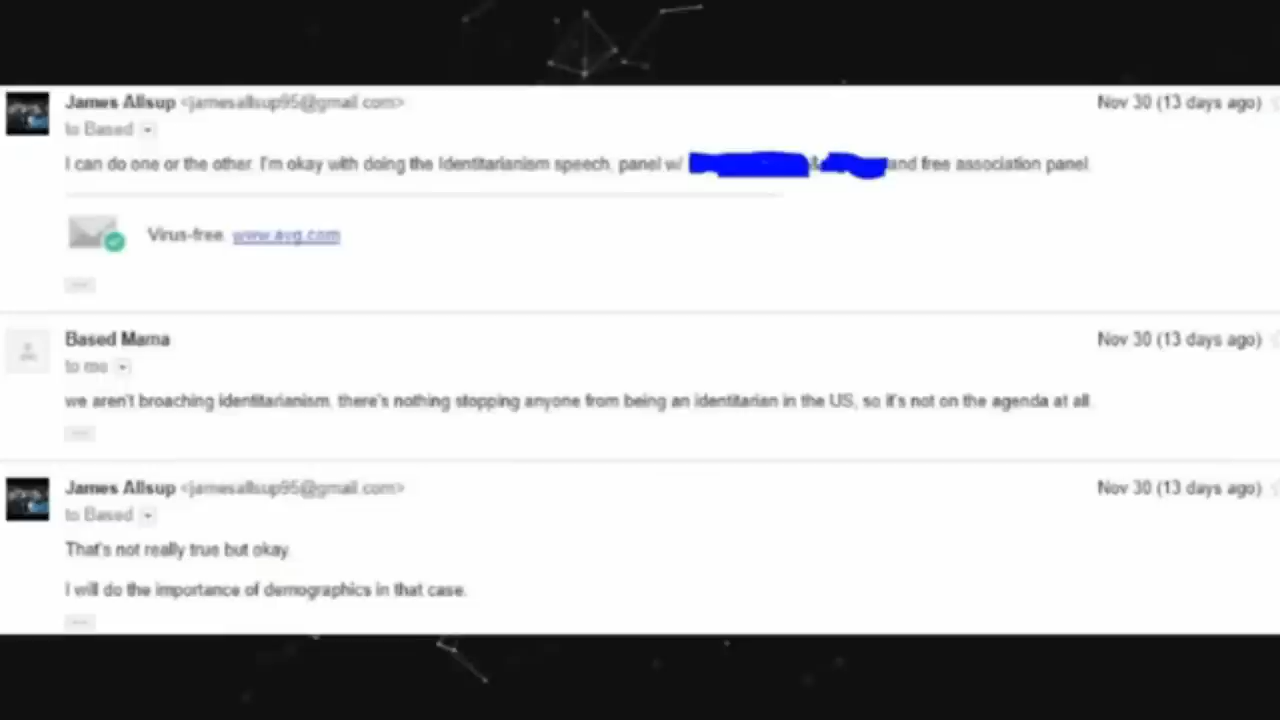 James Allsup <jamesallsup95@gmail.com> Nov 30 (13 days ago)
to Based
I can do one or the other. I'm okay with doing the Identitarianism speech, panel w/ & and free association panel.
Virus-free. www.avg.com
Based Mama Nov 30 (13 days ago)
to me
we aren't broaching identitarianism. there's nothing stopping anyone from being an identitarian in the US, so it's not on the agenda at all.
James Allsup <jamesallsup95@gmail.com> Nov 30 (13 days ago)
to Based
That's not really true but okay.
I will do the importance of demographics in that case.